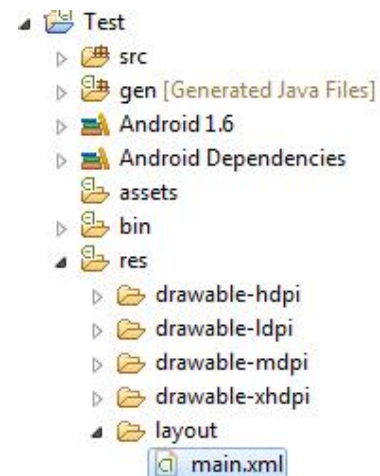 Test
src
gen [Generated Java Files]
Android 1.6
Android Dependencies
assets
bin
res
drawable-hdpi
drawable-ldpi
drawable-mdpi
drawable-xhdpi
layout
main.xml